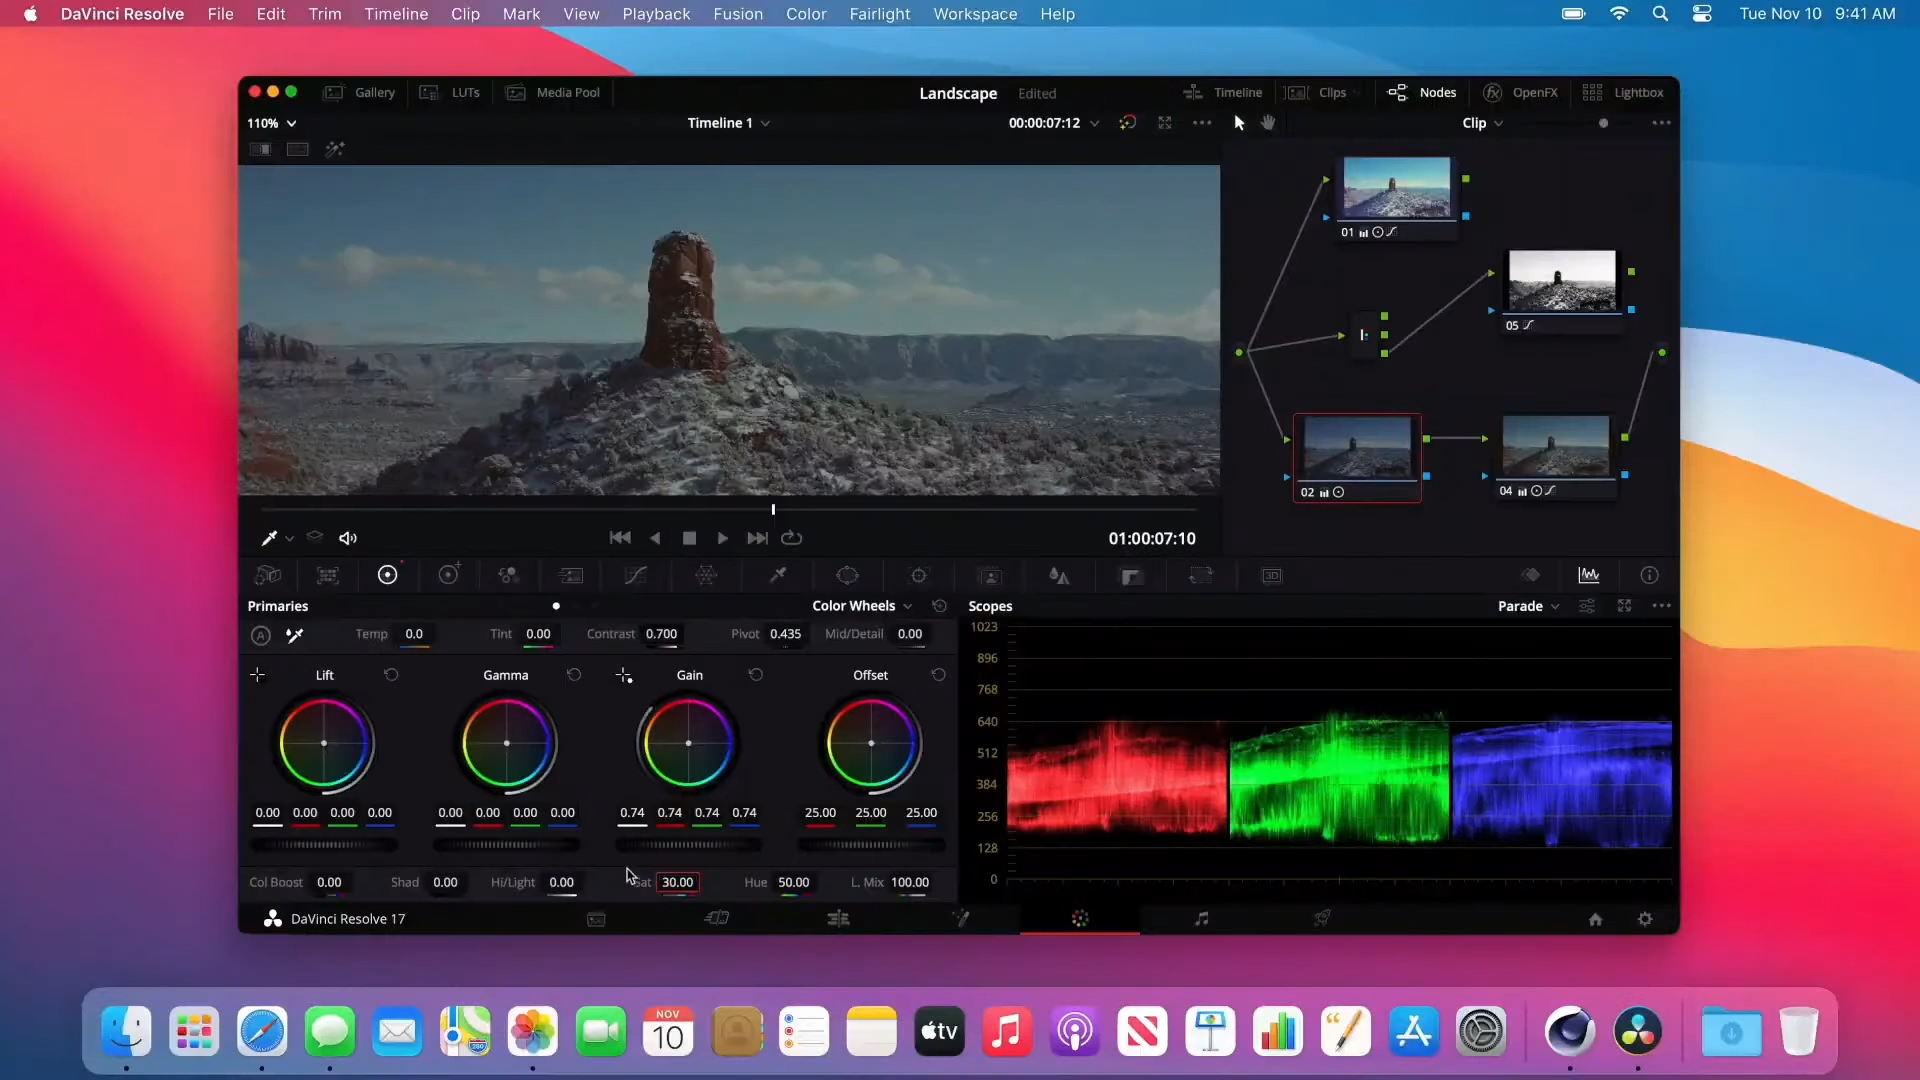 DaVinci Resolve File Edit Trim Timeline Clip Mark View Playback Fusion Color Fairlight Workspace Help Tue Nov 10 9:41 AM
Gallery LUTs Media Pool Landscape Edited Timeline Clips Nodes OpenFX Lightbox
110% Timeline 1 00:00:07:12 Clip
01
05
02 04
01:00:07:10
3D
Primaries Color Wheels Scopes Parade
A Temp 0.0 Tint 0.00 Contrast 0.700 Pivot 0.435 Mid/Detail 0.00
Lift Gamma Gain Offset
0.00 0.00 0.00 0.00 0.00 0.00 0.00 0.00 0.74 0.74 0.74 0.74 25.00 25.00 25.00
Col Boost 0.00 Shad 0.00 Hi/Light 0.00 Sat 30.00 Hue 50.00 L. Mix 100.00
1023
896
768
640
512
384
256
128
0
DaVinci Resolve 17
NOV
10
280
tv